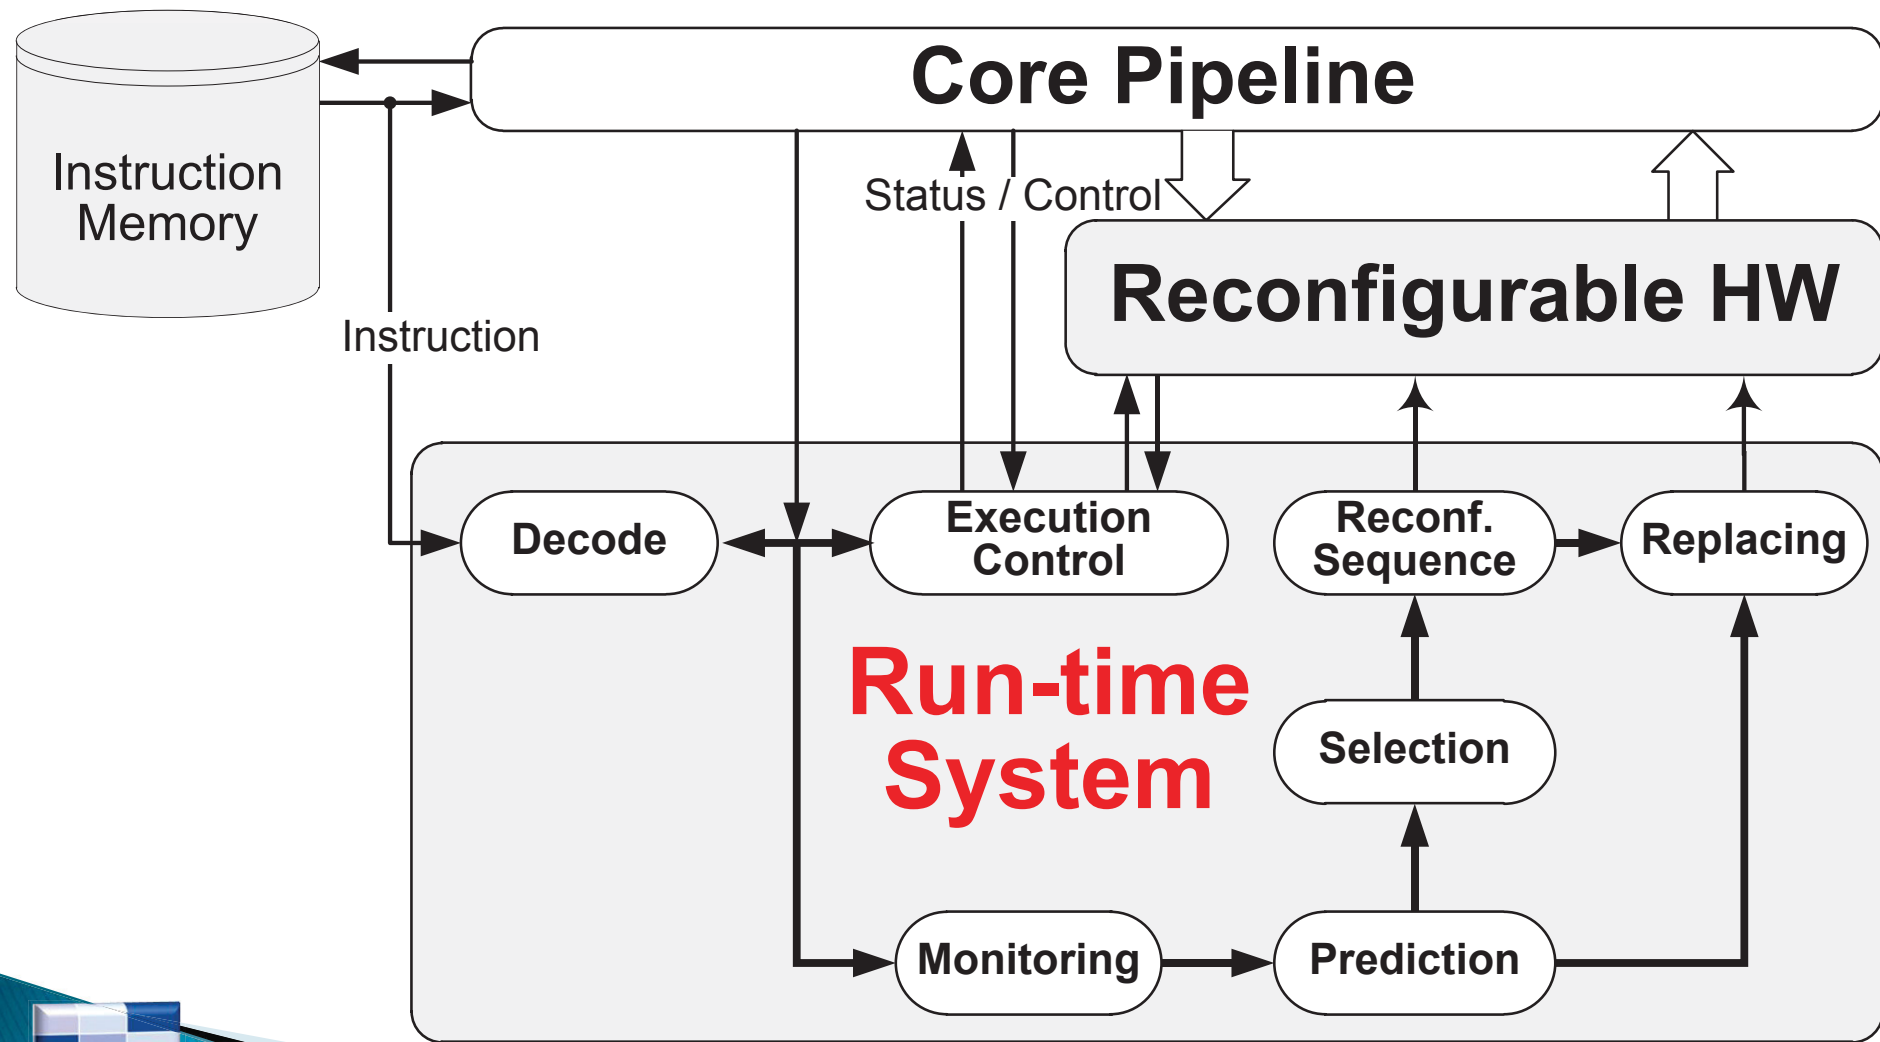 Core Pipeline
Instruction
Memory
Status / Control
Reconfigurable HW
Instruction
Decode
Execution
Control
Reconf.
Sequence
Replacing
Run-time
System
Selection
Monitoring
Prediction